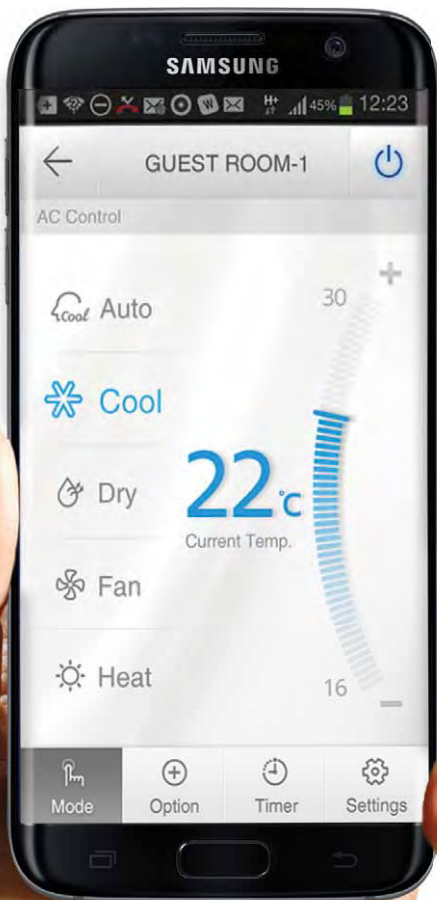 SAMSUNG
H+ 45% 12:23
GUEST ROOM-1
AC Control
30
Cool Auto
Cool
Dry
22°C
Current Temp.
Fan
Heat
16
Mode Option Timer Settings